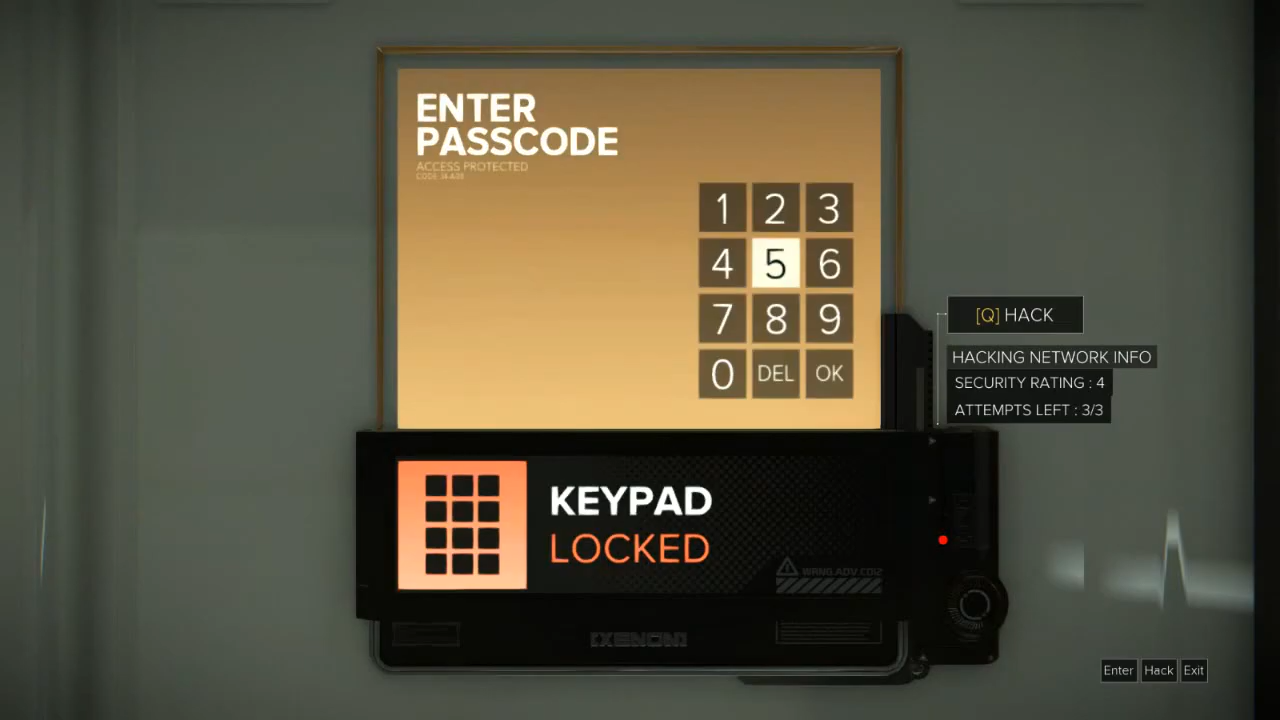 ENTER
PASSCODE
ACCESS PROTECTED
1 2 3
4 5 6
7 8 9
0 DEL OK
[Q] HACK
HACKING NETWORK INFO
SECURITY RATING : 4
ATTEMPTS LEFT : 3/3
KEYPAD
LOCKED
Enter Hack Exit